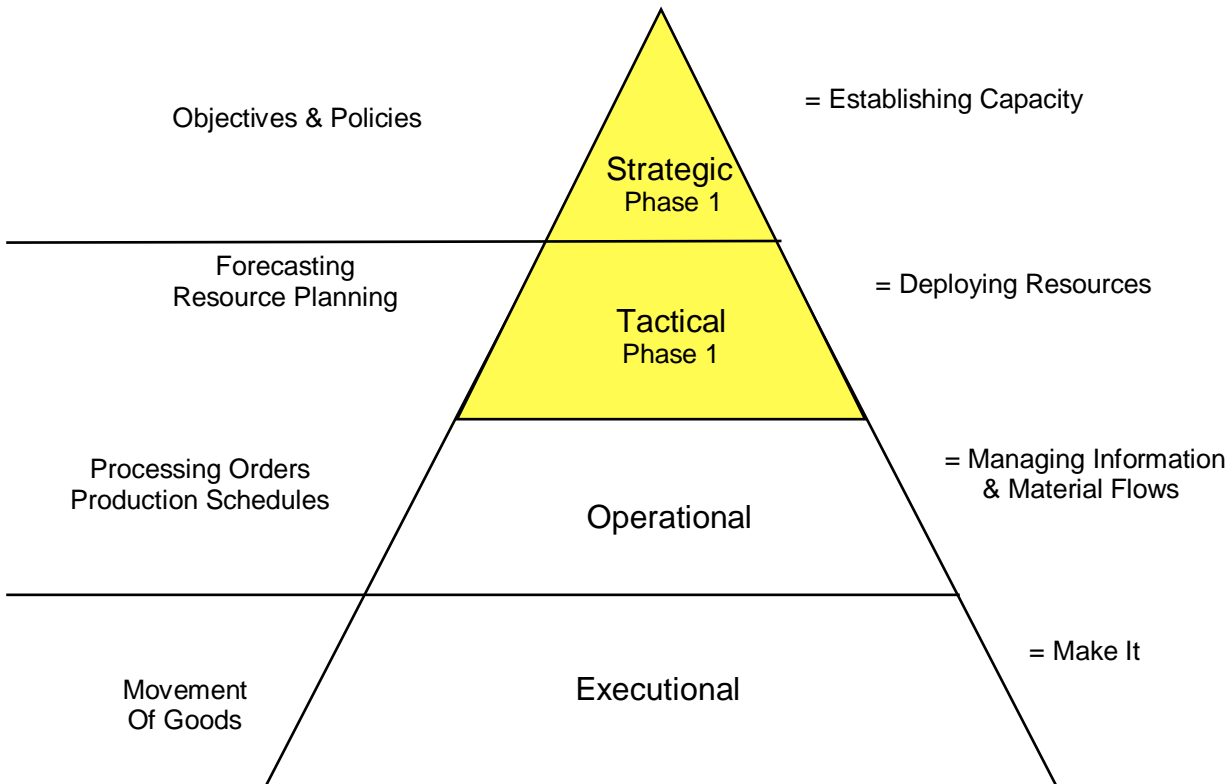 Objectives & Policies
= Establishing Capacity
Strategic
Phase 1
Forecasting
Resource Planning
= Deploying Resources
Tactical
Phase 1
Processing Orders
Production Schedules
= Managing Information
& Material Flows
Operational
= Make It
Movement
Of Goods
Executional